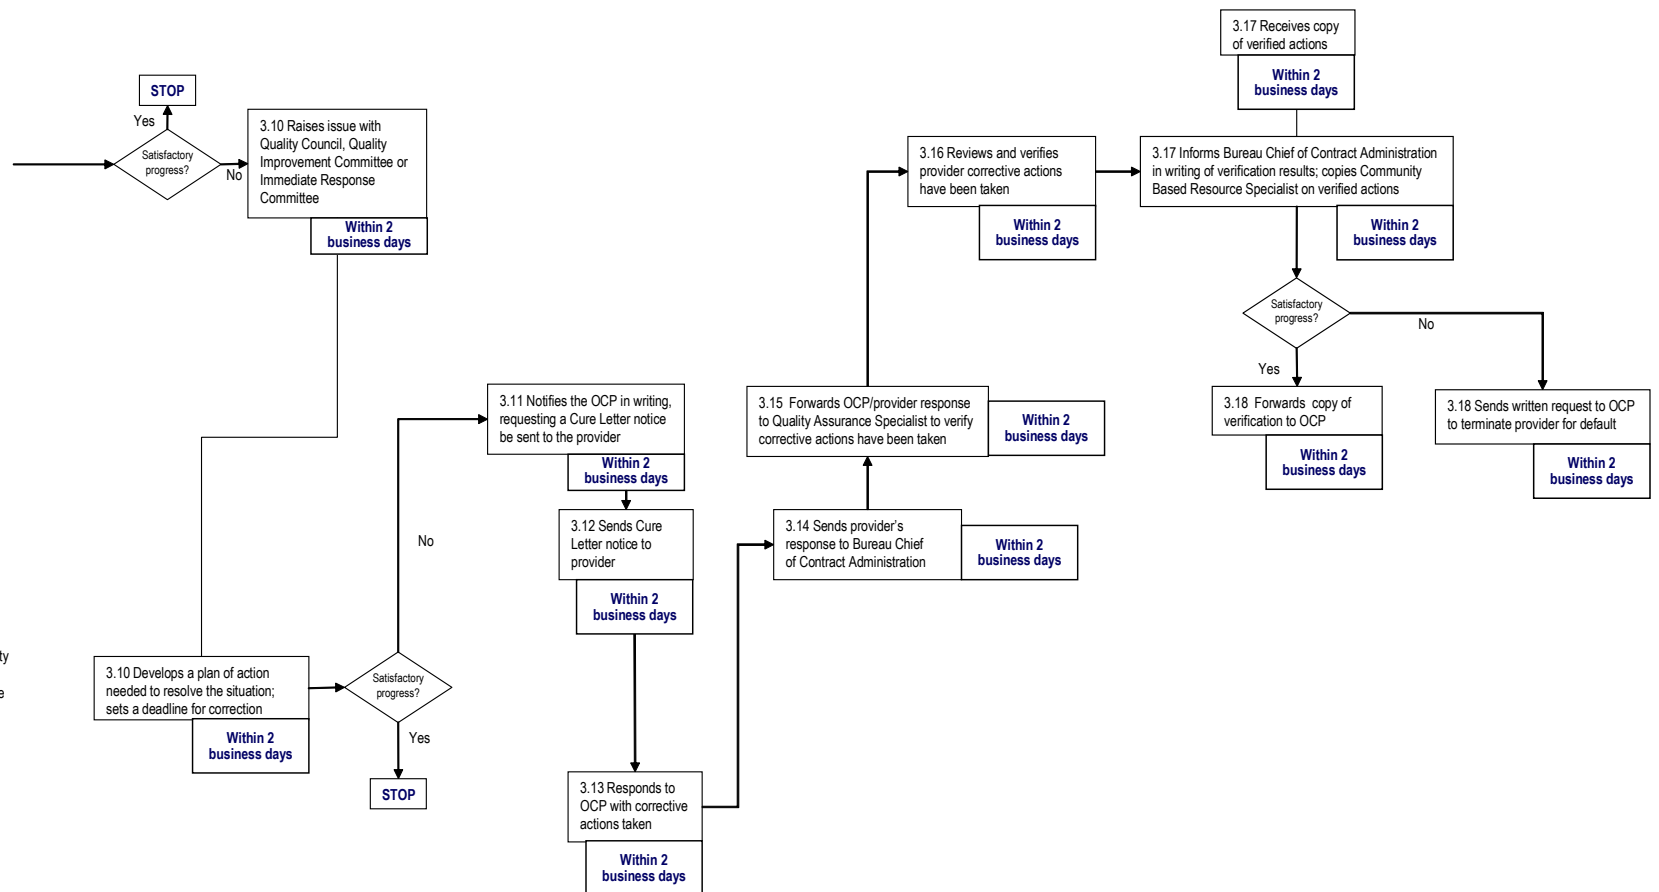 STOP
Yes
Satisfactory
progress?
No
3.10 Raises issue with
Quality Council, Quality
Improvement Committee or
Immediate Response
Committee
Within 2
business days
3.17 Receives copy
of verified actions
Within 2
business days
3.16 Reviews and verifies
provider corrective actions
have been taken
Within 2
business days
3.17 Informs Bureau Chief of Contract Administration
in writing of verification results; copies Community
Based Resource Specialist on verified actions
Within 2
business days
Satisfactory
progress?
No
Yes
3.11 Notifies the OCP in writing,
requesting a Cure Letter notice
be sent to the provider
Within 2
business days
3.15 Forwards OCP/provider response
to Quality Assurance Specialist to verify
corrective actions have been taken
Within 2
business days
3.18 Forwards copy of
verification to OCP
Within 2
business days
3.18 Sends written request to OCP
to terminate provider for default
Within 2
business days
No
3.12 Sends Cure
Letter notice to
provider
Within 2
business days
3.14 Sends provider's
response to Bureau Chief
of Contract Administration
Within 2
business days
ty
e
3.10 Develops a plan of action
needed to resolve the situation;
sets a deadline for correction
Within 2
business days
Satisfactory
progress?
Yes
STOP
3.13 Responds to
OCP with corrective
actions taken
Within 2
business days